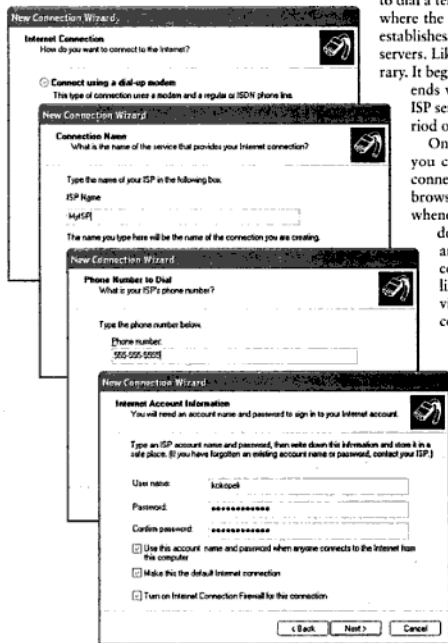 to dial a te
where the
establishes
servers. Lik
rary. It beg
ends v
ISP se
riod o
On
you c
conne
brows
whene
de
a
co
li
vi
co
New Connection Wizard
Internet Connection
How do you want to connect to the Internet?
Connect using a dial-up modem
This type of connection uses a modem and a regular or ISDN phone line.
New Connection Wizard
Connection Name
What is the name of the service that provides your Internet connection?
Type the name of your ISP in the following box.
ISP Name
MyISP
The name you type here will be the name of the connection you are creating.
New Connection Wizard
Phone Number to Dial
What is your ISP's phone number?
Type the phone number below.
Phone number:
555-555-5555
New Connection Wizard
Internet Account Information
You will need an account name and password to sign in to your Internet account.
Type an ISP account name and password, then write down this information and store it in a
safe place. (If you have forgotten an existing account name or password, contact your ISP.)
User name: kokopeli
Password: ••••••••••••
Confirm password: ••••••••••••
Use this account name and password when anyone connects to the Internet from
this computer
Make this the default Internet connection
Turn on Internet Connection Firewall for this connection
< Back Next > Cancel